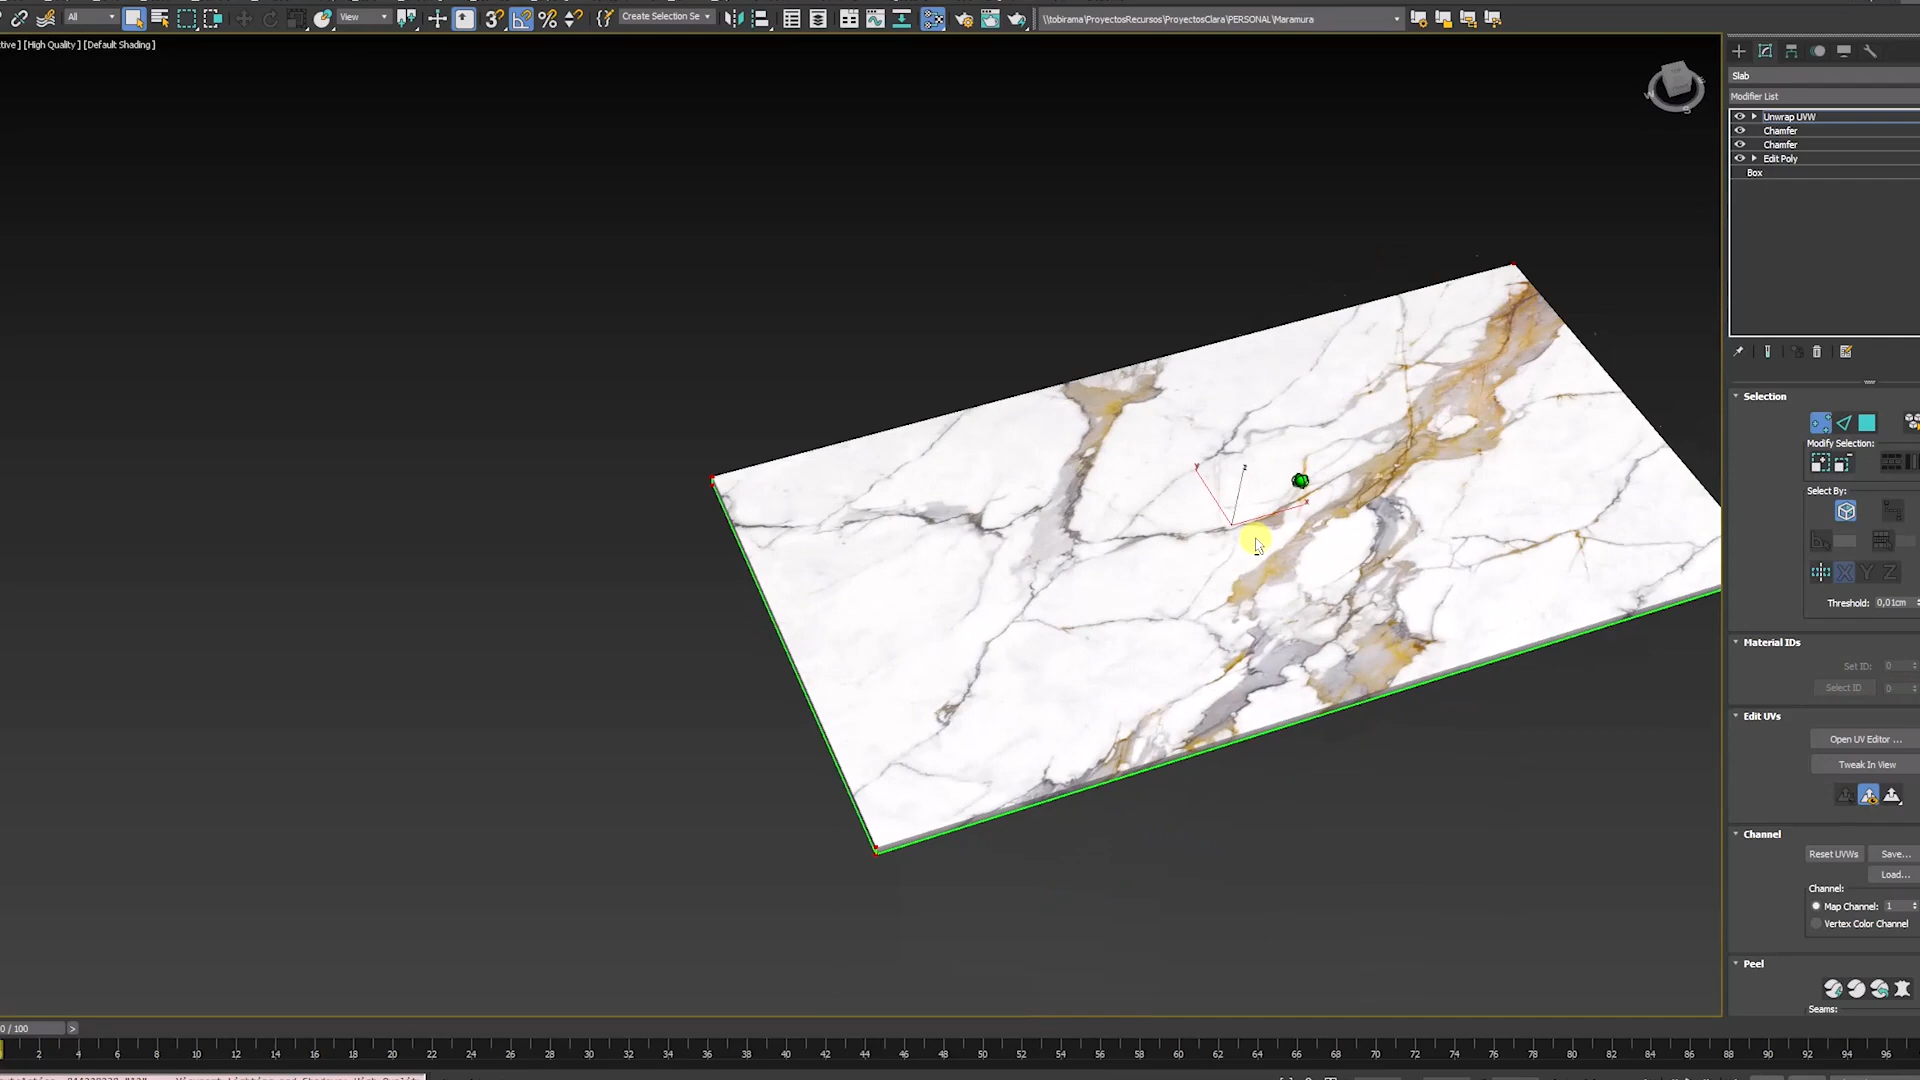 All
View
3
%
Create Selection Se
\\tobirama\ProyectosRecursos\ProyectosClara\PERSONAL\Maramura
tive ] [High Quality ] [Default Shading ]
S
Slab
Modifier List
Unwrap UVW
Chamfer
Chamfer
Edit Poly
Box
y
z
x
Selection
Modify Selection:
Select By:
X Y Z
Threshold: 0,01cm
Material IDs
Set ID: 0
Select ID 0
Edit UVs
Open UV Editor ...
Tweak In View
Channel
Reset UVWs Save...
Load...
Channel:
Map Channel: 1
Vertex Color Channel
Peel
Seams:
0 / 100 >
2 4 6 8 10 12 14 16 18 20 22 24 26 28 30 32 34 36 38 40 42 44 46 48 50 52 54 56 58 60 62 64 66 68 70 72 74 76 78 80 82 84 86 88 90 92 94 96